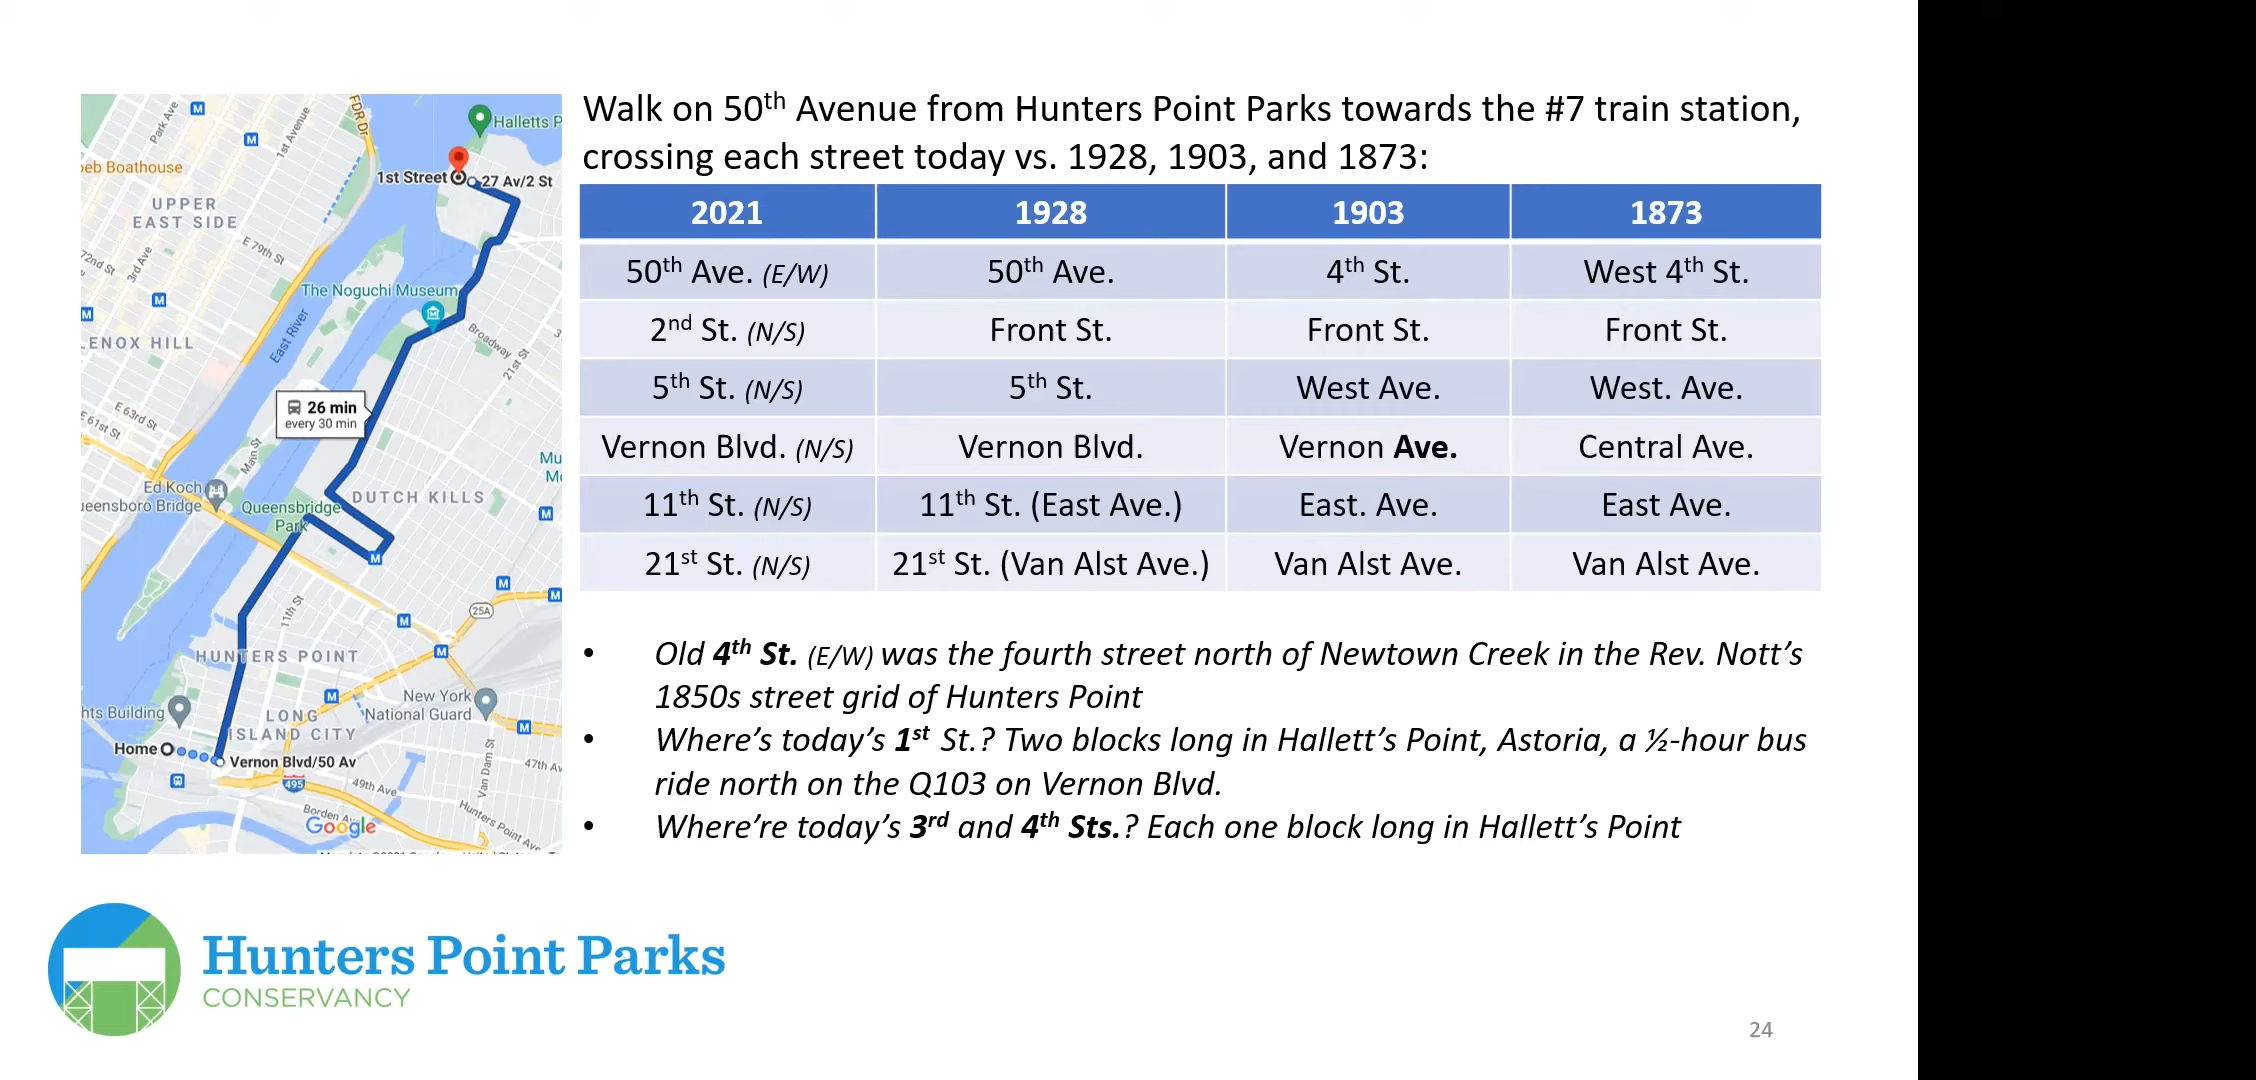 Walk on 50th Avenue from Hunters Point Parks towards the #7 train station,
crossing each street today vs. 1928, 1903, and 1873:
2021 1928 1903 1873
50th Ave. (E/W) 50th Ave. 4th St. West 4th St.
2nd St. (N/S) Front St. Front St. Front St.
5th St. (N/S) 5th St. West Ave. West. Ave.
Vernon Blvd. (N/S) Vernon Blvd. Vernon Ave. Central Ave.
11th St. (N/S) 11th St. (East Ave.) East. Ave. East Ave.
21st St. (N/S) 21st St. (Van Alst Ave.) Van Alst Ave. Van Alst Ave.
• Old 4th St. (E/W) was the fourth street north of Newtown Creek in the Rev. Nott’s
1850s street grid of Hunters Point
• Where’s today’s 1st St.? Two blocks long in Hallett’s Point, Astoria, a ½-hour bus
ride north on the Q103 on Vernon Blvd.
• Where’re today’s 3rd and 4th Sts.? Each one block long in Hallett’s Point
FDR Dr
Park Ave
1st Avenue
Halletts P
eb Boathouse
1st Street
27 Av/2 St
UPPER
EAST SIDE
E 79th St
72nd St
3rd Ave
The Noguchi Museum
East River
Broadway
21st St
LENOX HILL
26 min
every 30 min
E 63rd St
E 61st St
Main St
Mu
M
Ed Koch
ueensboro Bridge
DUTCH KILLS
Queensbridge
Park
11th St
25A
HUNTERS POINT
New York
National Guard
hts Building
LONG
ISLAND CITY
Home
Vernon Blvd/50 Av
Van Dam St
47th Av
495
49th Ave
Borden Av
Hunters Point Ave
Google
Hunters Point Parks
CONSERVANCY
24